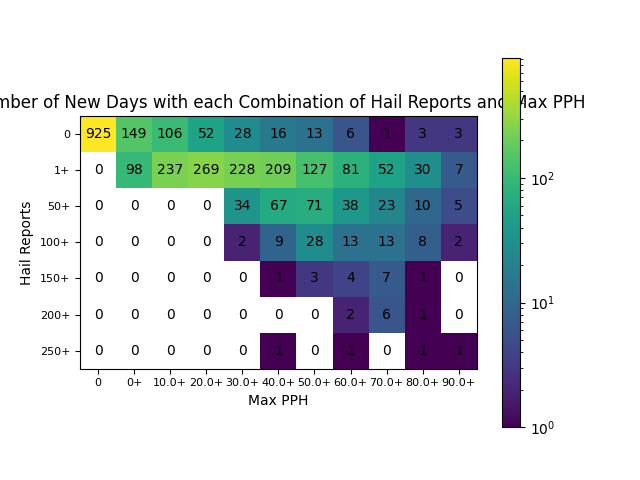 mber of New Days with each Combination of Hail Reports and Max PPH
0 925 149 106 52 28 16 13 6 1 3 3
1+ 0 98 237 269 228 209 127 81 52 30 7
50+ 0 0 0 0 34 67 71 38 23 10 5
100+ 0 0 0 0 2 9 28 13 13 8 2
150+ 0 0 0 0 0 1 3 4 7 1 0
200+ 0 0 0 0 0 0 0 2 6 1 0
250+ 0 0 0 0 0 1 0 1 0 1 1
0 0+ 10.0+ 20.0+ 30.0+ 40.0+ 50.0+ 60.0+ 70.0+ 80.0+ 90.0+
Max PPH
Hail Reports
10²
10¹
10⁰